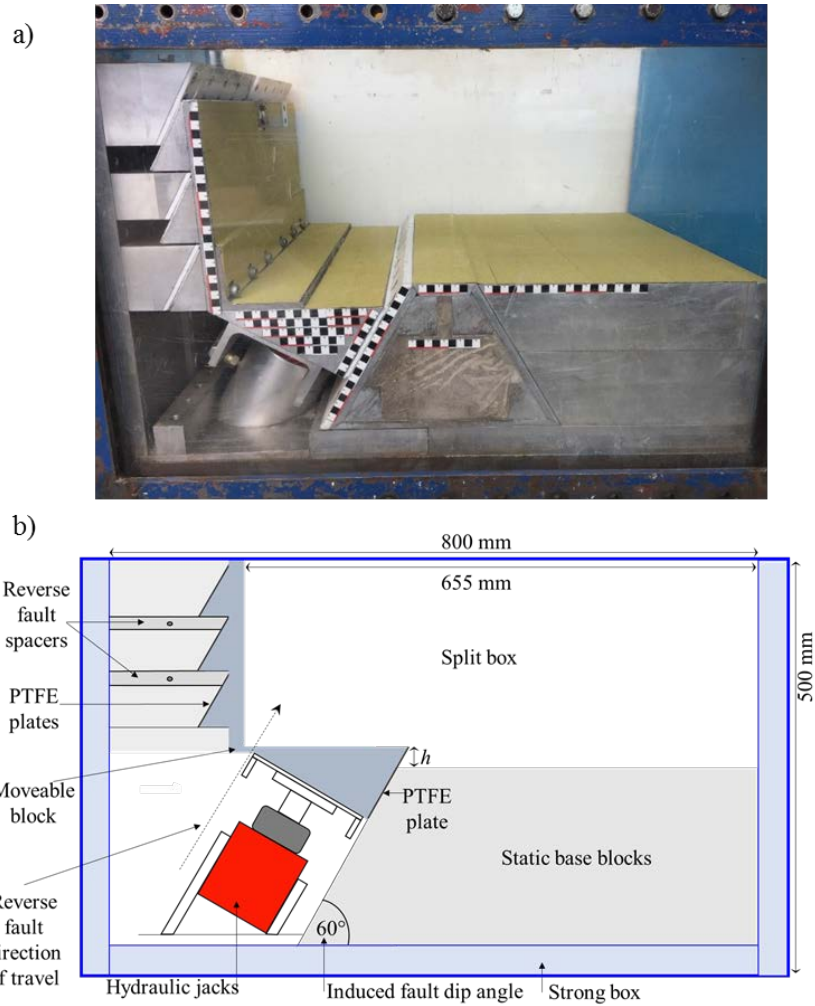 a)
b)
800 mm
655 mm
500 mm
Reverse
fault
spacers
Split box
PTFE
plates
h
Moveable
block
PTFE
plate
Static base blocks
Reverse
fault
direction
of travel
60°
Hydraulic jacks
Induced fault dip angle
Strong box